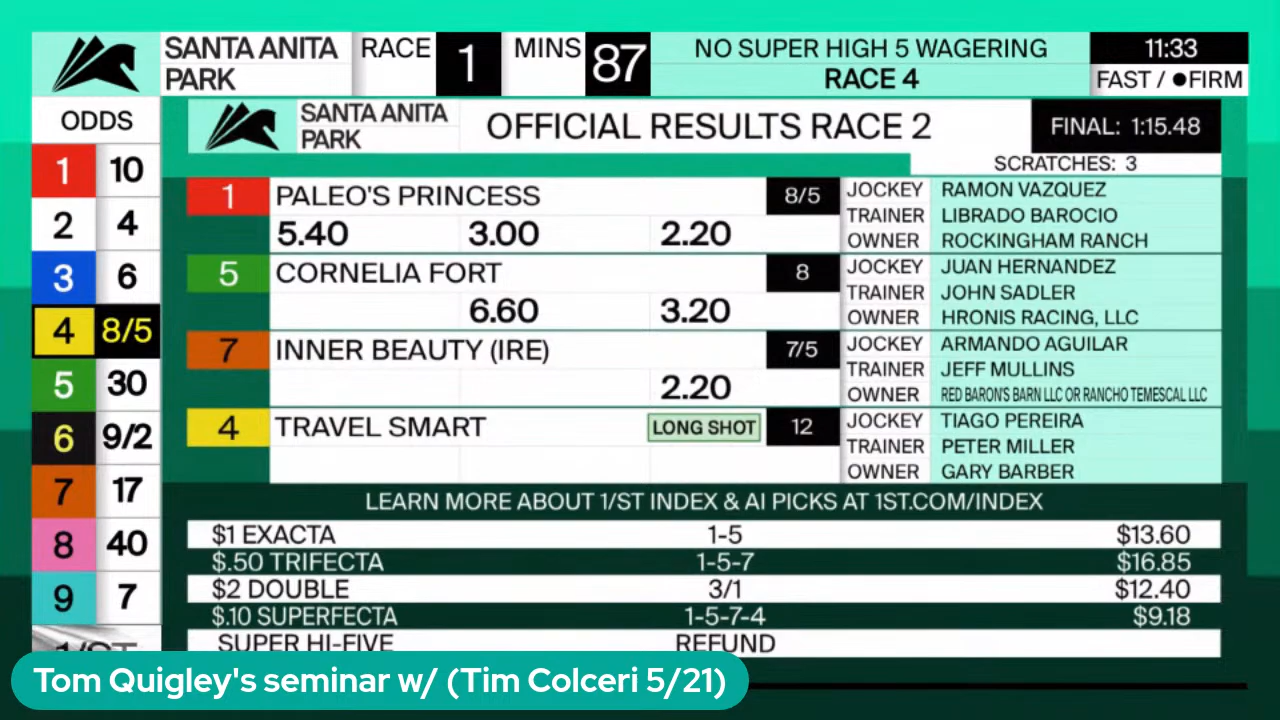 SANTA ANITA PARK RACE 1 MINS 87 NO SUPER HIGH 5 WAGERING RACE 4 11:33 FAST / ●FIRM
ODDS
1 10
2 4
3 6
4 8/5
5 30
6 9/2
7 17
8 40
9 7
1/ST
SANTA ANITA PARK OFFICIAL RESULTS RACE 2 FINAL: 1:15.48
SCRATCHES: 3
1 PALEO'S PRINCESS 8/5 JOCKEY RAMON VAZQUEZ
TRAINER LIBRADO BAROCIO
5.40 3.00 2.20 OWNER ROCKINGHAM RANCH
5 CORNELIA FORT 8 JOCKEY JUAN HERNANDEZ
TRAINER JOHN SADLER
6.60 3.20 OWNER HRONIS RACING, LLC
7 INNER BEAUTY (IRE) 7/5 JOCKEY ARMANDO AGUILAR
TRAINER JEFF MULLINS
2.20 OWNER RED BARON'S BARN LLC OR RANCHO TEMESCAL LLC
4 TRAVEL SMART LONG SHOT 12 JOCKEY TIAGO PEREIRA
TRAINER PETER MILLER
OWNER GARY BARBER
LEARN MORE ABOUT 1/ST INDEX & AI PICKS AT 1ST.COM/INDEX
$1 EXACTA 1-5 $13.60
$.50 TRIFECTA 1-5-7 $16.85
$2 DOUBLE 3/1 $12.40
$.10 SUPERFECTA 1-5-7-4 $9.18
SUPER HI-FIVE REFUND
Tom Quigley's seminar w/ (Tim Colceri 5/21)